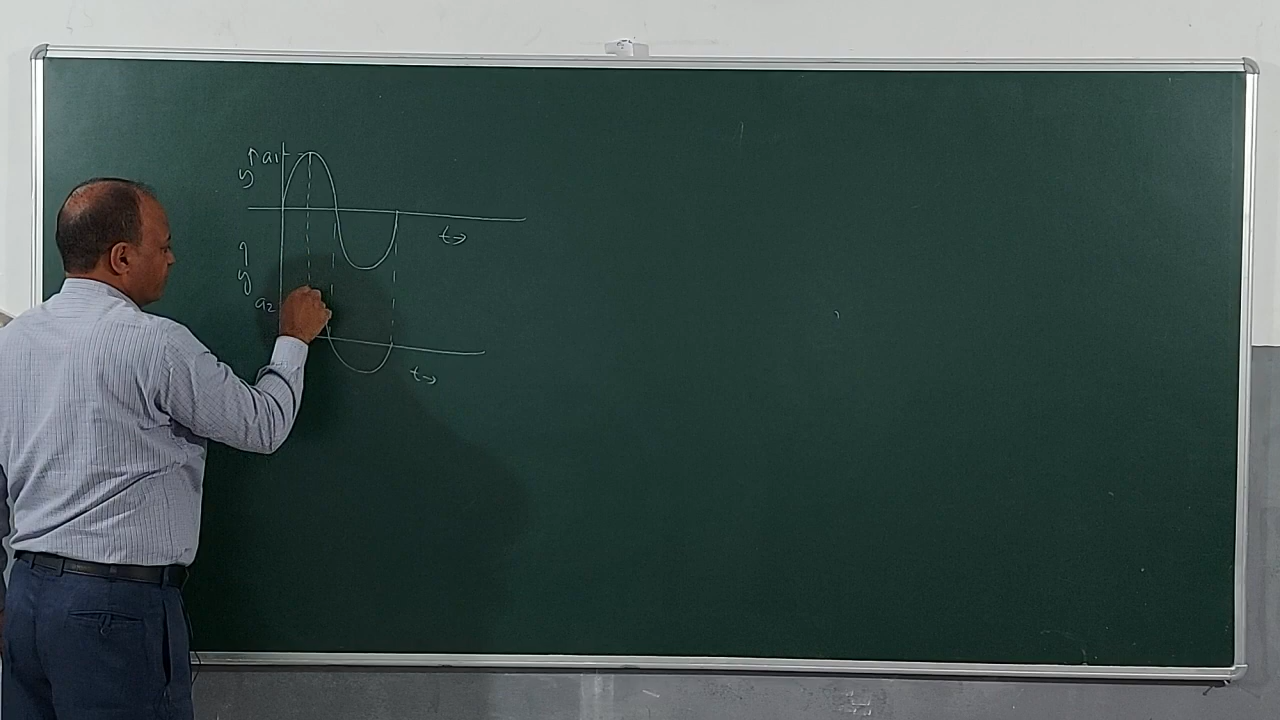 ↑ a1
y
t→
↑
y
a2
t→